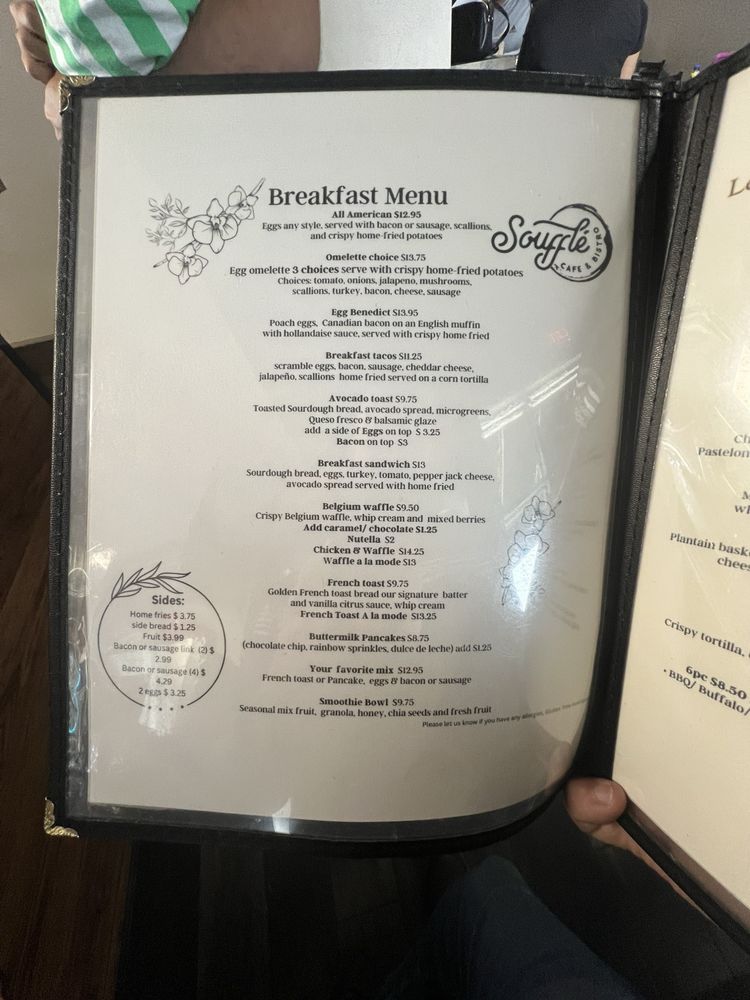 Breakfast Menu
All American $12.95
Eggs any style, served with bacon or sausage, scallions,
and crispy home-fried potatoes
Soufflé
CAFE & BISTRO
Omelette choice $13.75
Egg omelette 3 choices serve with crispy home-fried potatoes
Choices: tomato, onions, jalapeno, mushrooms,
scallions, turkey, bacon, cheese, sausage
Egg Benedict $13.95
Poach eggs, Canadian bacon on an English muffin
with hollandaise sauce, served with crispy home fried
Breakfast tacos $11.25
scramble eggs, bacon, sausage, cheddar cheese,
jalapeño, scallions home fried served on a corn tortilla
Avocado toast $9.75
Toasted Sourdough bread, avocado spread, microgreens,
Queso fresco & balsamic glaze
add a side of Eggs on top $ 3.25
Bacon on top $3
Breakfast sandwich $13
Sourdough bread, eggs, turkey, tomato, pepper jack cheese,
avocado spread served with home fried
Belgium waffle $9.50
Crispy Belgium waffle, whip cream and mixed berries
Add caramel/ chocolate $1.25
Nutella $2
Chicken & Waffle $14.25
Waffle a la mode $13
French toast $9.75
Golden French toast bread our signature batter
and vanilla citrus sauce, whip cream
French Toast A la mode $13.25
Buttermilk Pancakes $8.75
(chocolate chip, rainbow sprinkles, dulce de leche) add $1.25
Your favorite mix $12.95
French toast or Pancake, eggs & bacon or sausage
Smoothie Bowl $9.75
Seasonal mix fruit, granola, honey, chia seeds and fresh fruit
Please let us know if you have any allergies,
Sides:
Home fries $ 3.75
side bread $ 1.25
Fruit $3.99
Bacon or sausage link (2) $
2.99
Bacon or sausage (4) $
4.29
2 eggs $ 3.25
Pastelon
Plantain
Crispy tortilla,
6pc $8.50
• BBQ/ Buffalo/